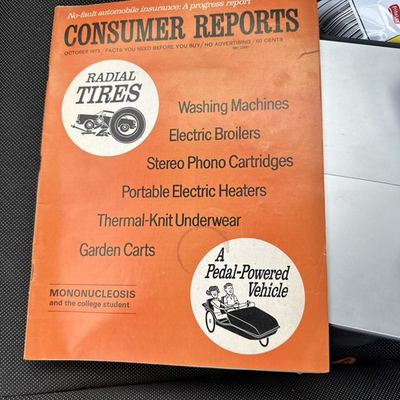 No-fault automobile insurance: A progress report
CONSUMER REPORTS
OCTOBER 1973 / FACTS YOU NEED BEFORE YOU BUY / NO ADVERTISING / 60 CENTS
RADIAL
TIRES
Washing Machines
Electric Broilers
Stereo Phono Cartridges
Portable Electric Heaters
Thermal-Knit Underwear
Garden Carts
MONONUCLEOSIS
and the college student
A
Pedal-Powered
Vehicle